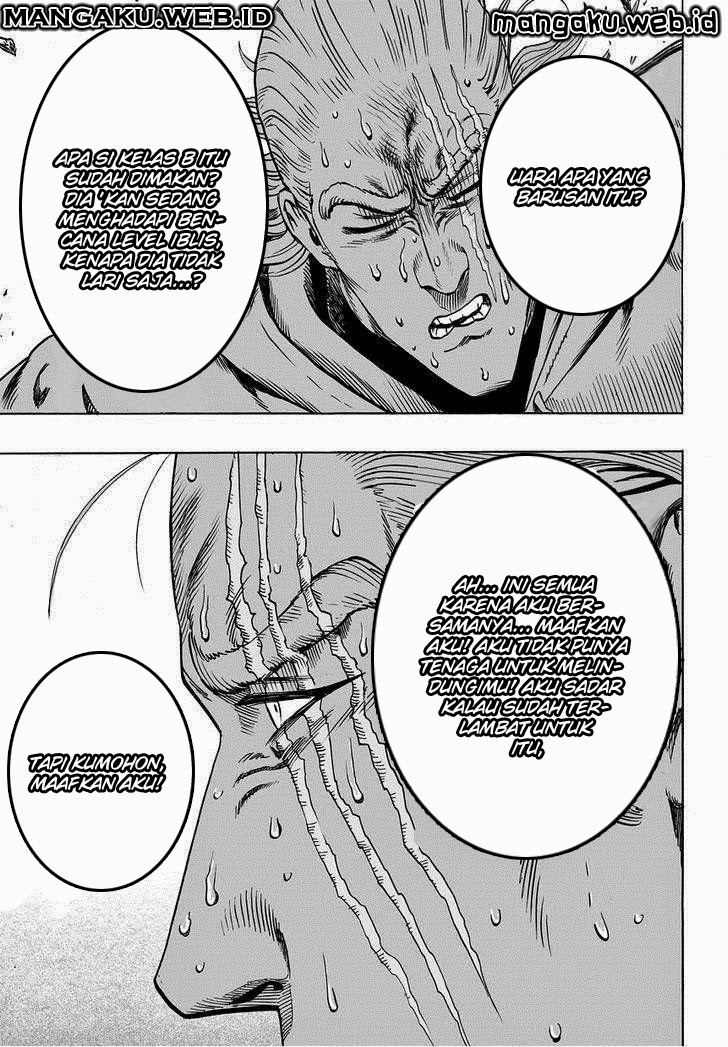 MANGAKU.WEB.ID
mangaku.web.id
UARA APA YANG
BARUSAN ITU?
APA SI KELAS B ITU
SUDAH DIMAKAN?
DIA 'KAN SEDANG
MENGHADAPI BEN-
CANA LEVEL IBLIS,
KENAPA DIA TIDAK
LARI SAJA...?
AH... INI SEMUA
KARENA AKU BER-
SAMANYA... MAAFKAN
AKU! AKU TIDAK PUNYA
TENAGA UNTUK MELIN-
DUNGIMU! AKU SADAR
KALAU SUDAH TER-
LAMBAT UNTUK
ITU,
TAPI KUMOHON,
MAAFKAN AKU!